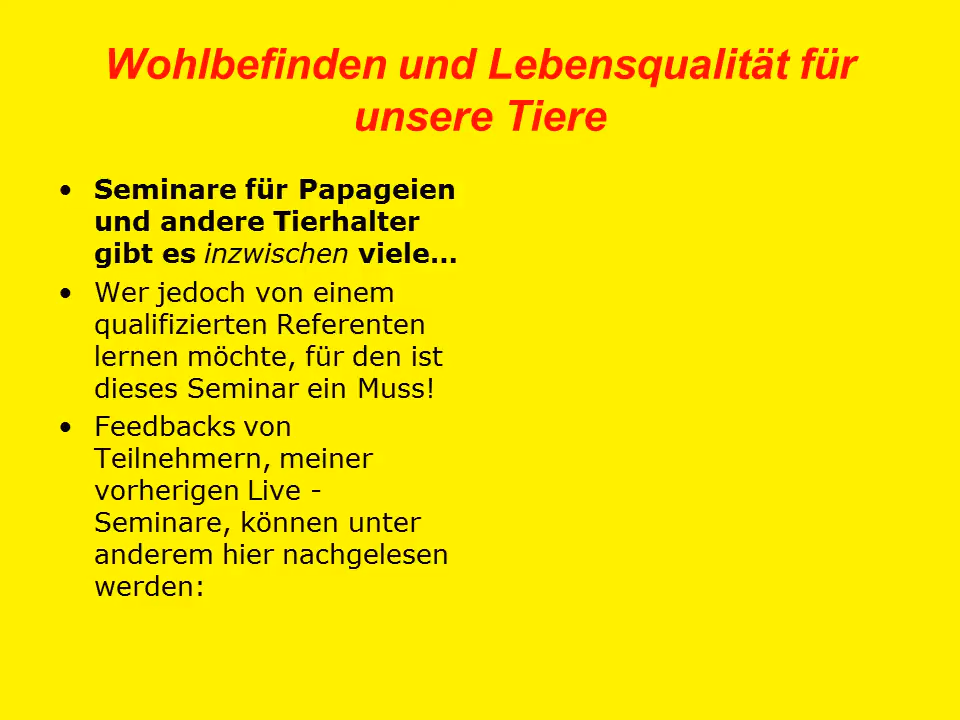 Wohlbefinden und Lebensqualität für
unsere Tiere
• Seminare für Papageien
und andere Tierhalter
gibt es inzwischen viele…
• Wer jedoch von einem
qualifizierten Referenten
lernen möchte, für den ist
dieses Seminar ein Muss!
• Feedbacks von
Teilnehmern, meiner
vorherigen Live -
Seminare, können unter
anderem hier nachgelesen
werden: